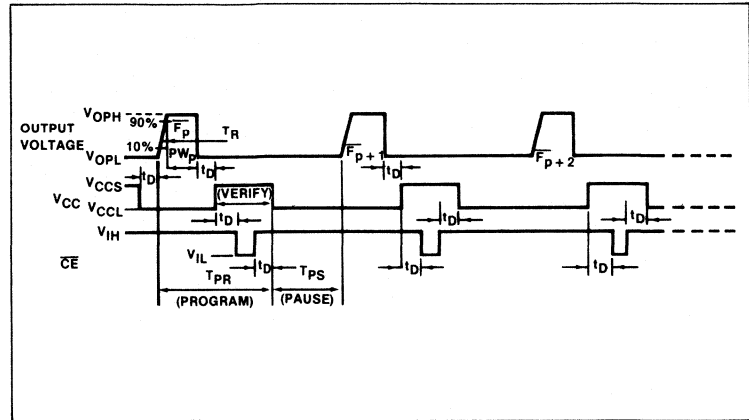 VOPH
90%
Fp
TR
OUTPUT
VOLTAGE
10%
PWp
VOPL
tD
Fp + 1
tD
Fp + 2
VCCS
tD
VCC
(VERIFY)
VCCL
tD
tD
tD
VIH
VIL
CE
tD
TPS
tD
tD
TPR
(PROGRAM)
(PAUSE)